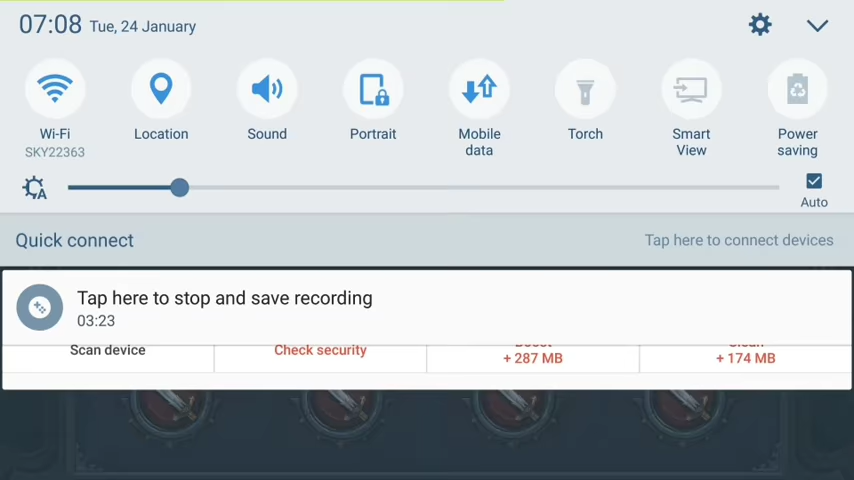 07:08 Tue, 24 January
Wi-Fi
SKY22363
Location
Sound
Portrait
Mobile
data
Torch
Smart
View
Power
saving
A
Auto
Quick connect
Tap here to connect devices
Tap here to stop and save recording
03:23
Scan device
Check security
Boost
+ 287 MB
Clean
+ 174 MB